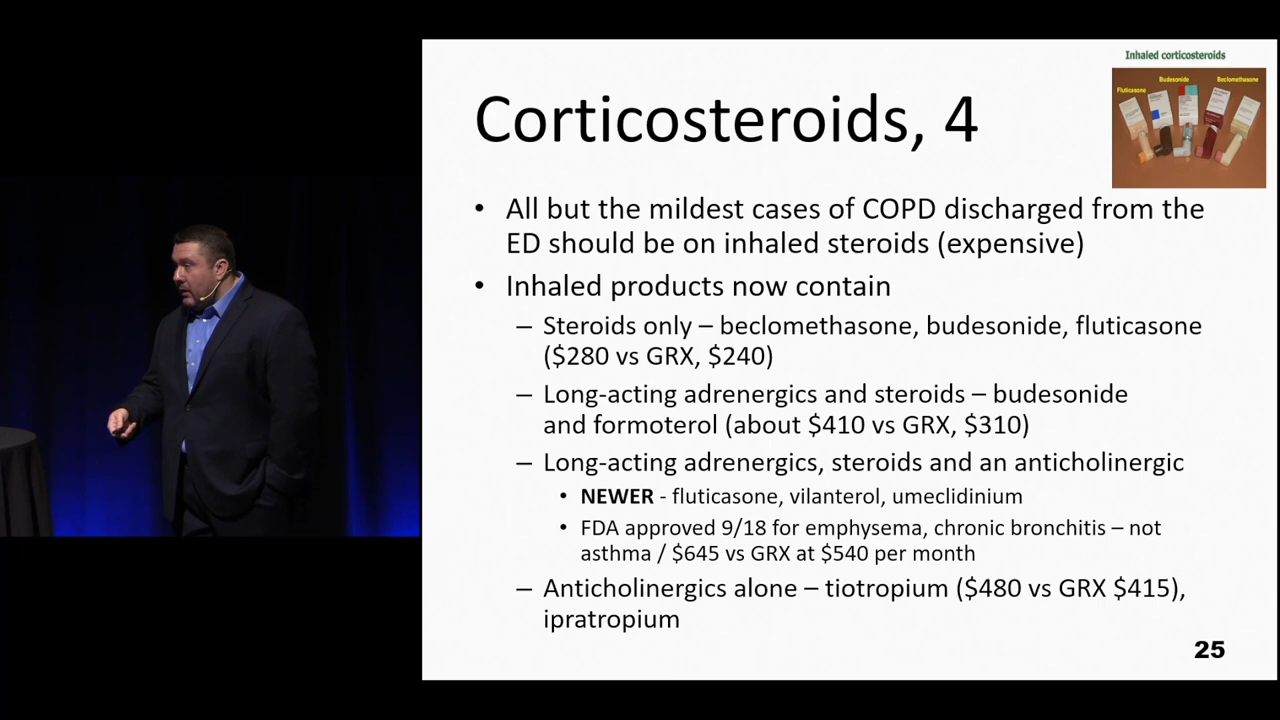 Inhaled corticosteroids
Budesonide
Beclomethasone
Fluticasone
Corticosteroids, 4
• All but the mildest cases of COPD discharged from the
ED should be on inhaled steroids (expensive)
• Inhaled products now contain
– Steroids only – beclomethasone, budesonide, fluticasone
($280 vs GRX, $240)
– Long-acting adrenergics and steroids – budesonide
and formoterol (about $410 vs GRX, $310)
– Long-acting adrenergics, steroids and an anticholinergic
• NEWER - fluticasone, vilanterol, umeclidinium
• FDA approved 9/18 for emphysema, chronic bronchitis – not
asthma / $645 vs GRX at $540 per month
– Anticholinergics alone – tiotropium ($480 vs GRX $415),
ipratropium
25